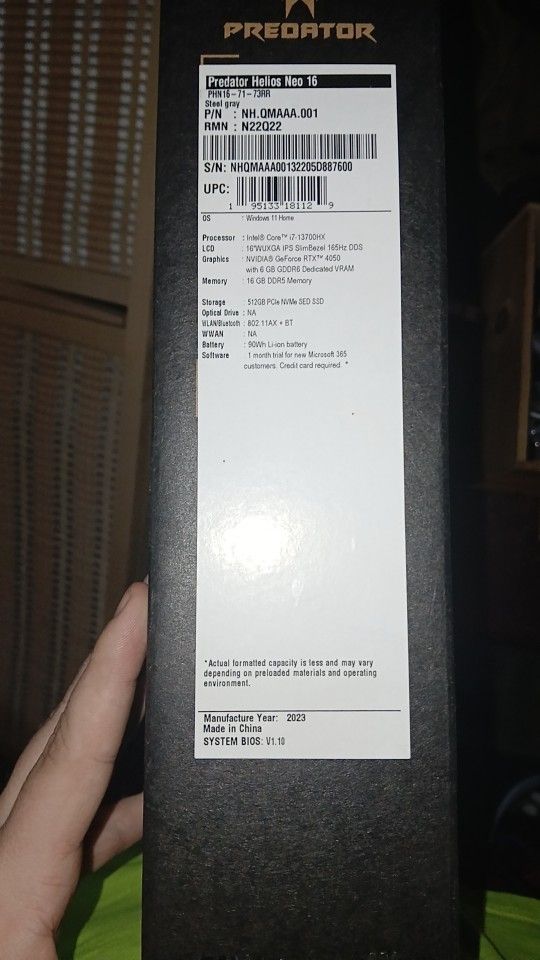 PREDATOR
Predator Helios Neo 16
PHN16-71-73RR
Steel gray
P/N : NH.QMAAA.001
RMN : N22Q22
S/N: NHQMAAA00132205D887600
UPC:
1 95133 18112 9
OS : Windows 11 Home
Processor : Intel® Core™ i7-13700HX
LCD : 16"WUXGA IPS SlimBezel 165Hz DDS
Graphics : NVIDIA® GeForce RTX™ 4050
with 6 GB GDDR6 Dedicated VRAM
Memory : 16 GB DDR5 Memory
Storage : 512GB PCIe NVMe SED SSD
Optical Drive : NA
WLAN/Bluetooth : 802.11AX + BT
WWAN : NA
Battery : 90Wh Li-ion battery
Software : 1 month trial for new Microsoft 365
customers. Credit card required. *
*Actual formatted capacity is less and may vary
depending on preloaded materials and operating
environment.
Manufacture Year: 2023
Made in China
SYSTEM BIOS: V1.10